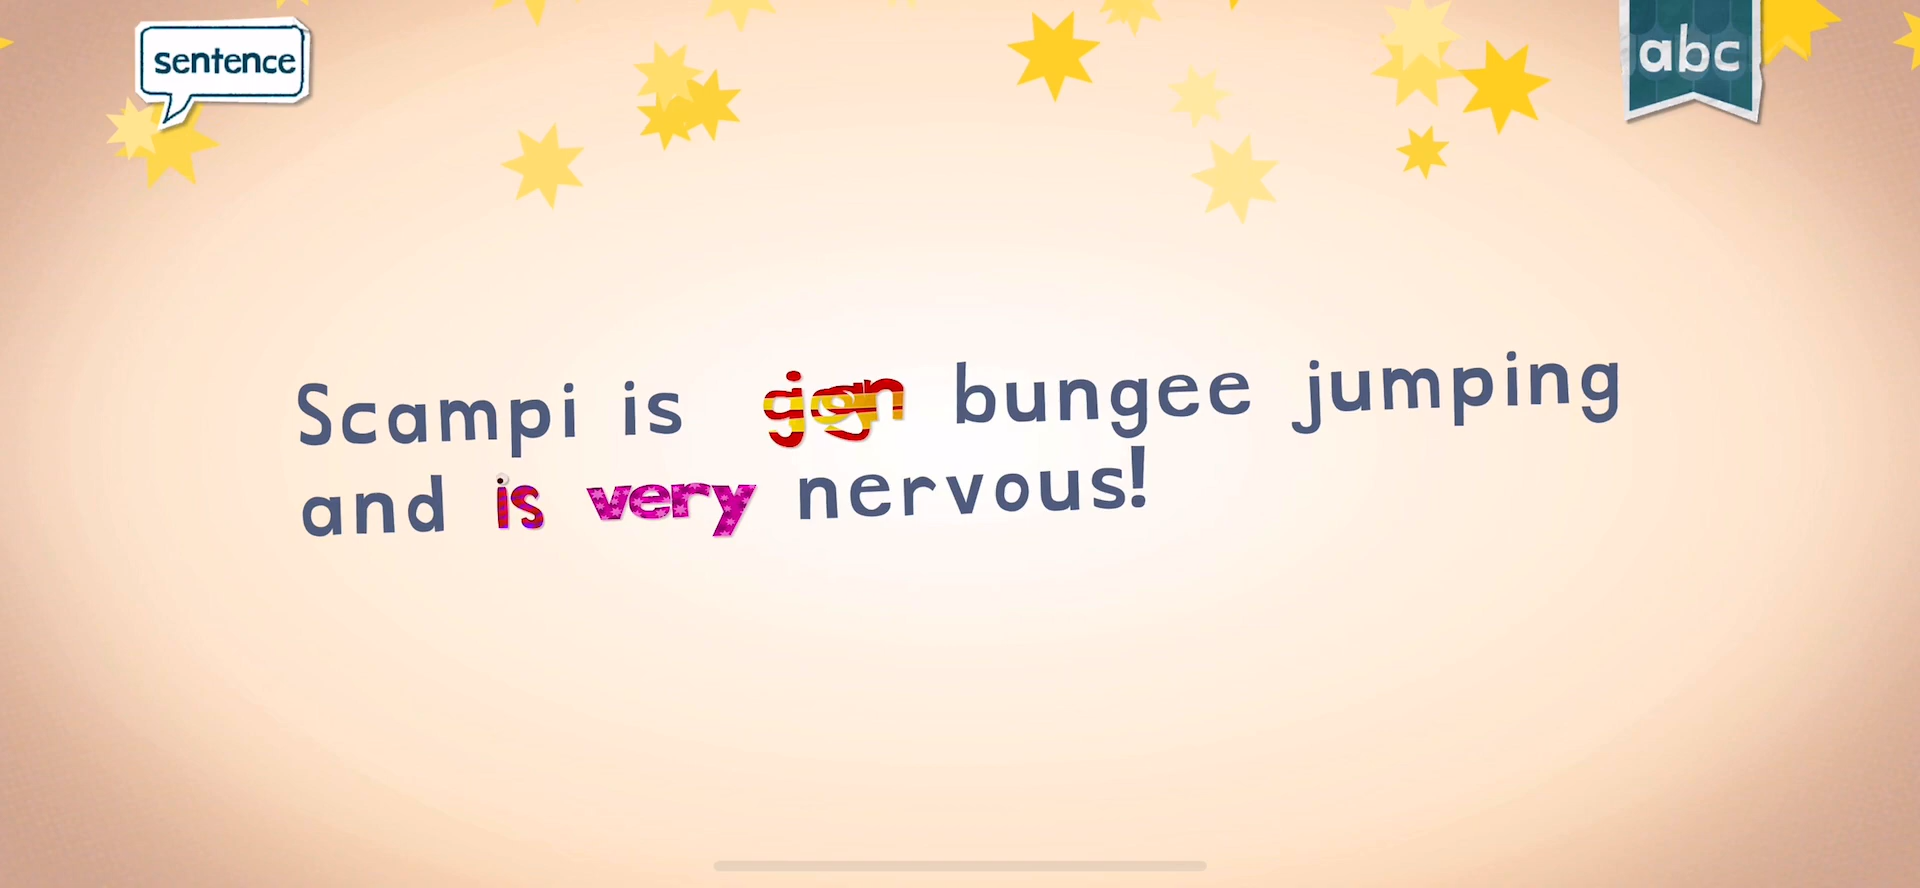 sentence
abc
Scampi is bungee jumping
and is very nervous!